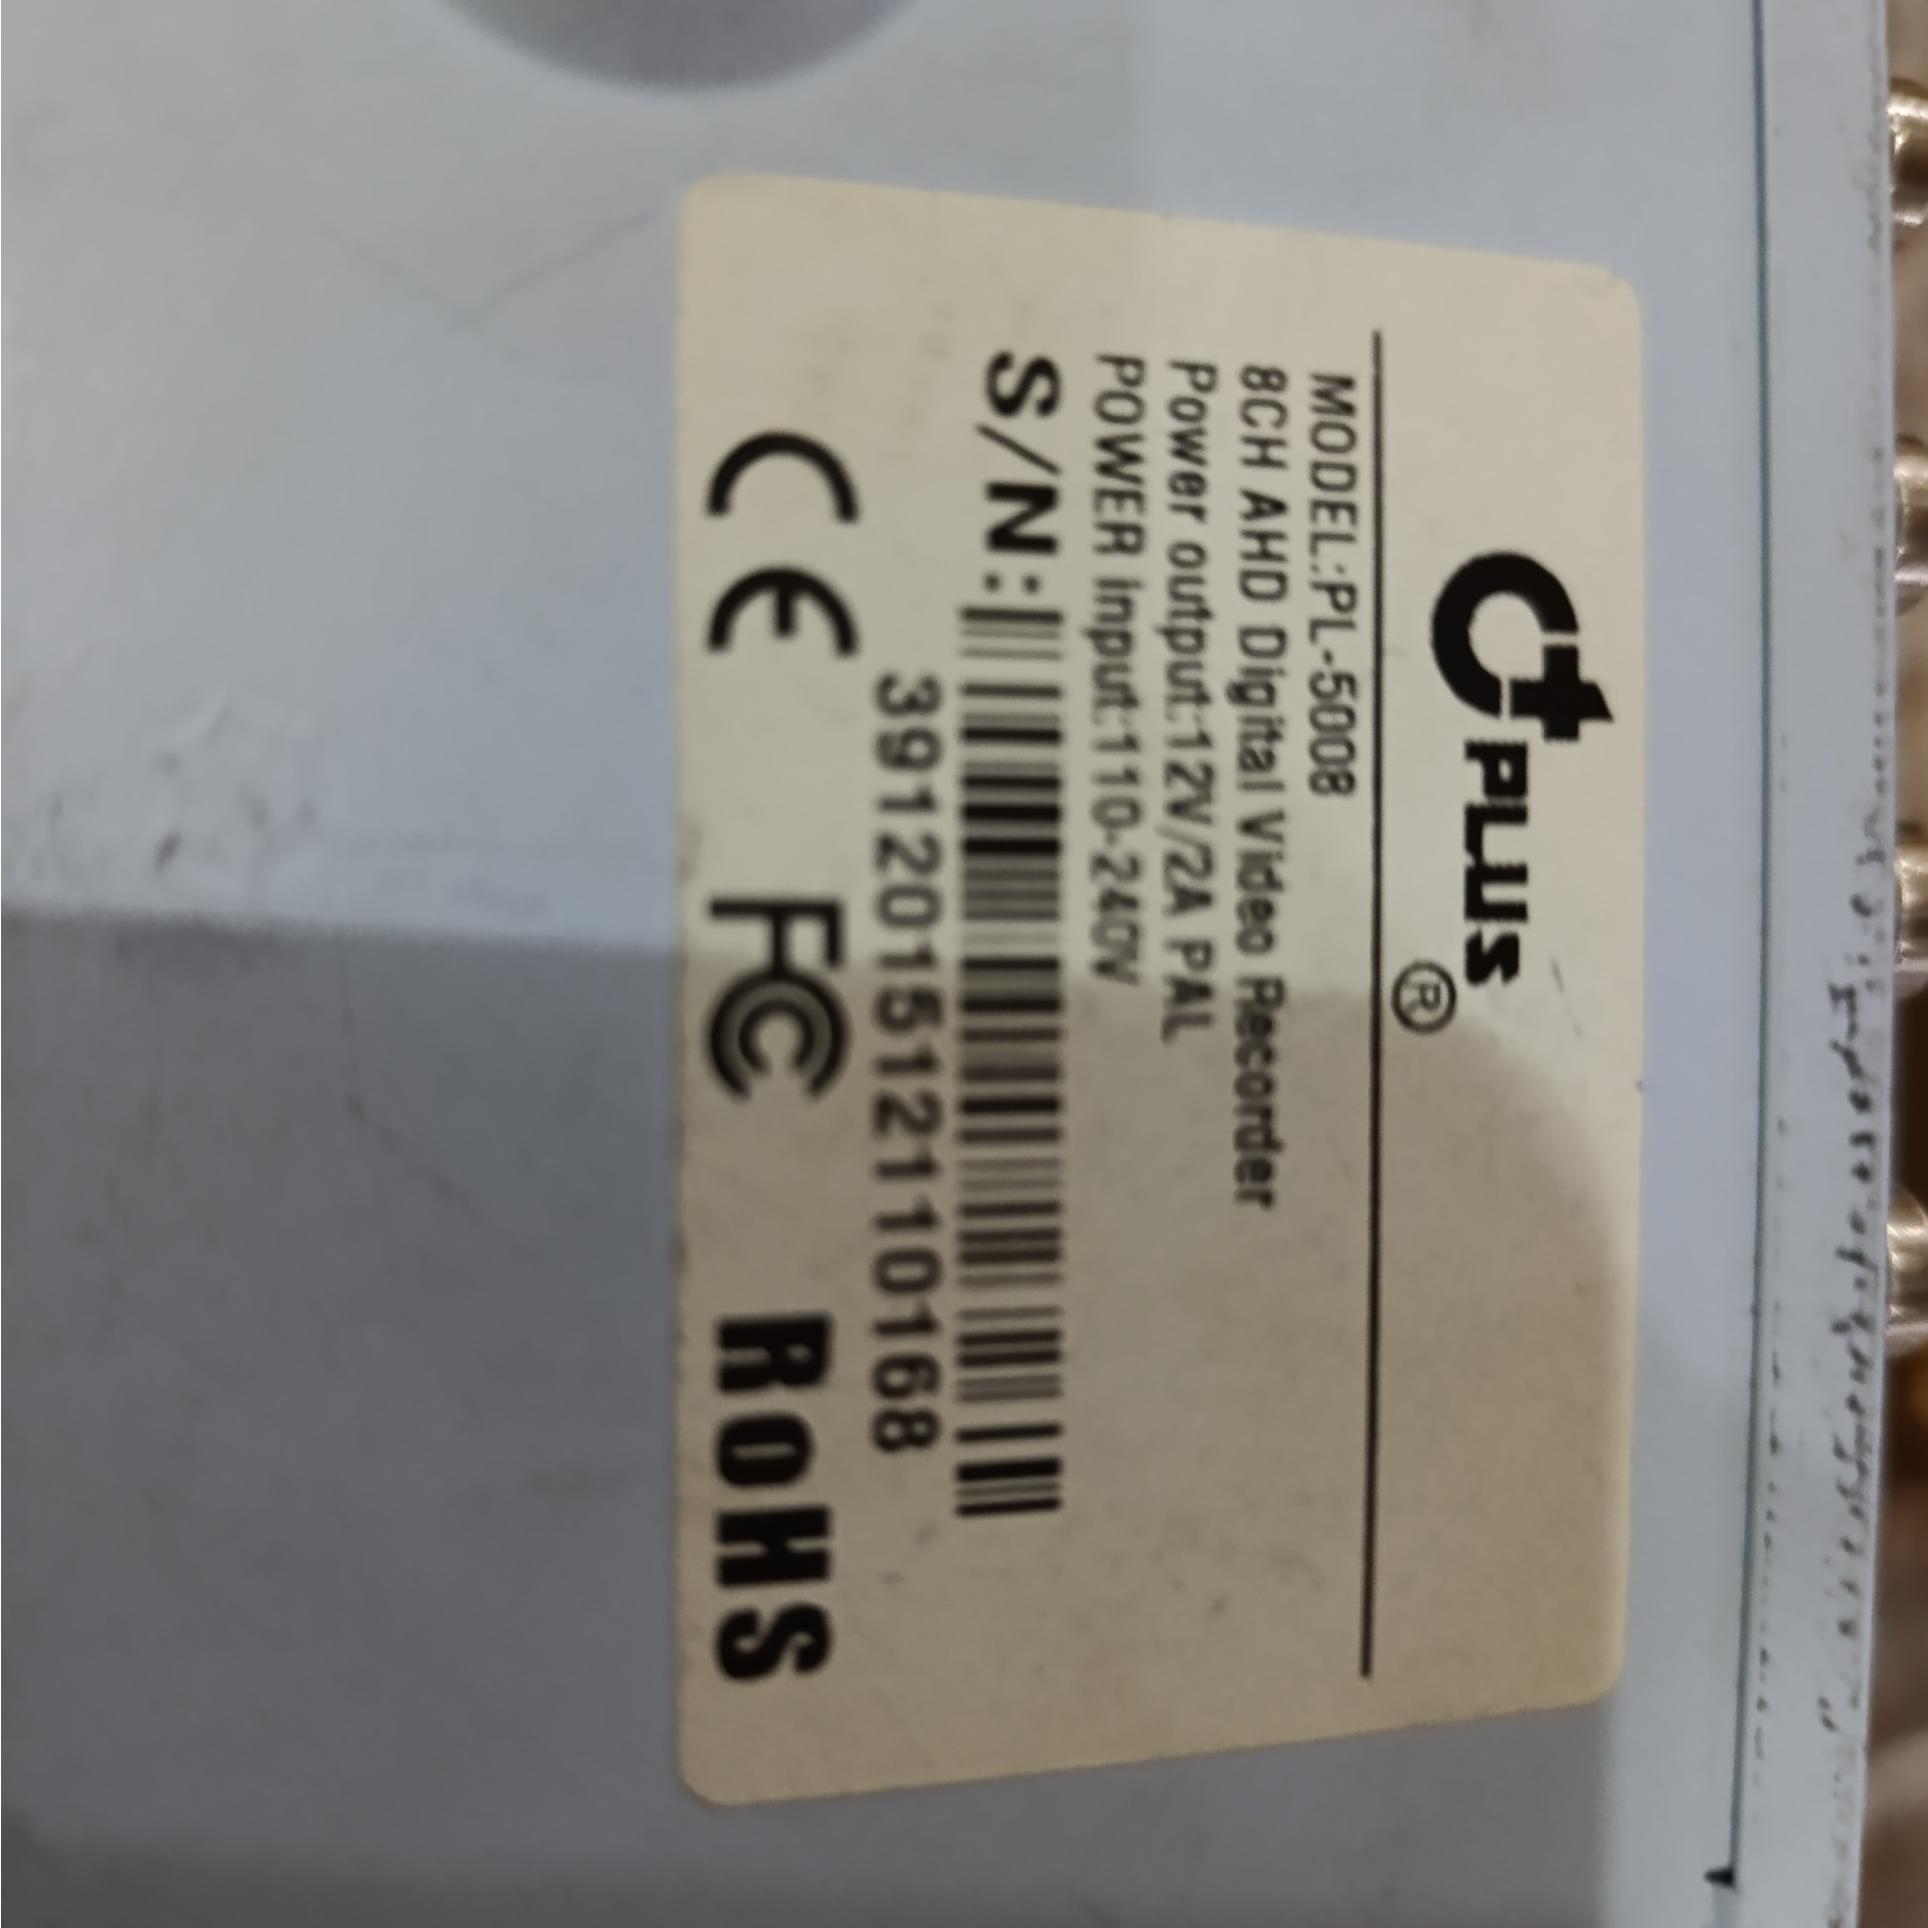 C+ PLUS ®
MODEL:PL-5008
8CH AHD Digital Video Recorder
Power output:12V/2A PAL
POWER input:110-240V
S/N:
391201512110168
CE FC ROHS